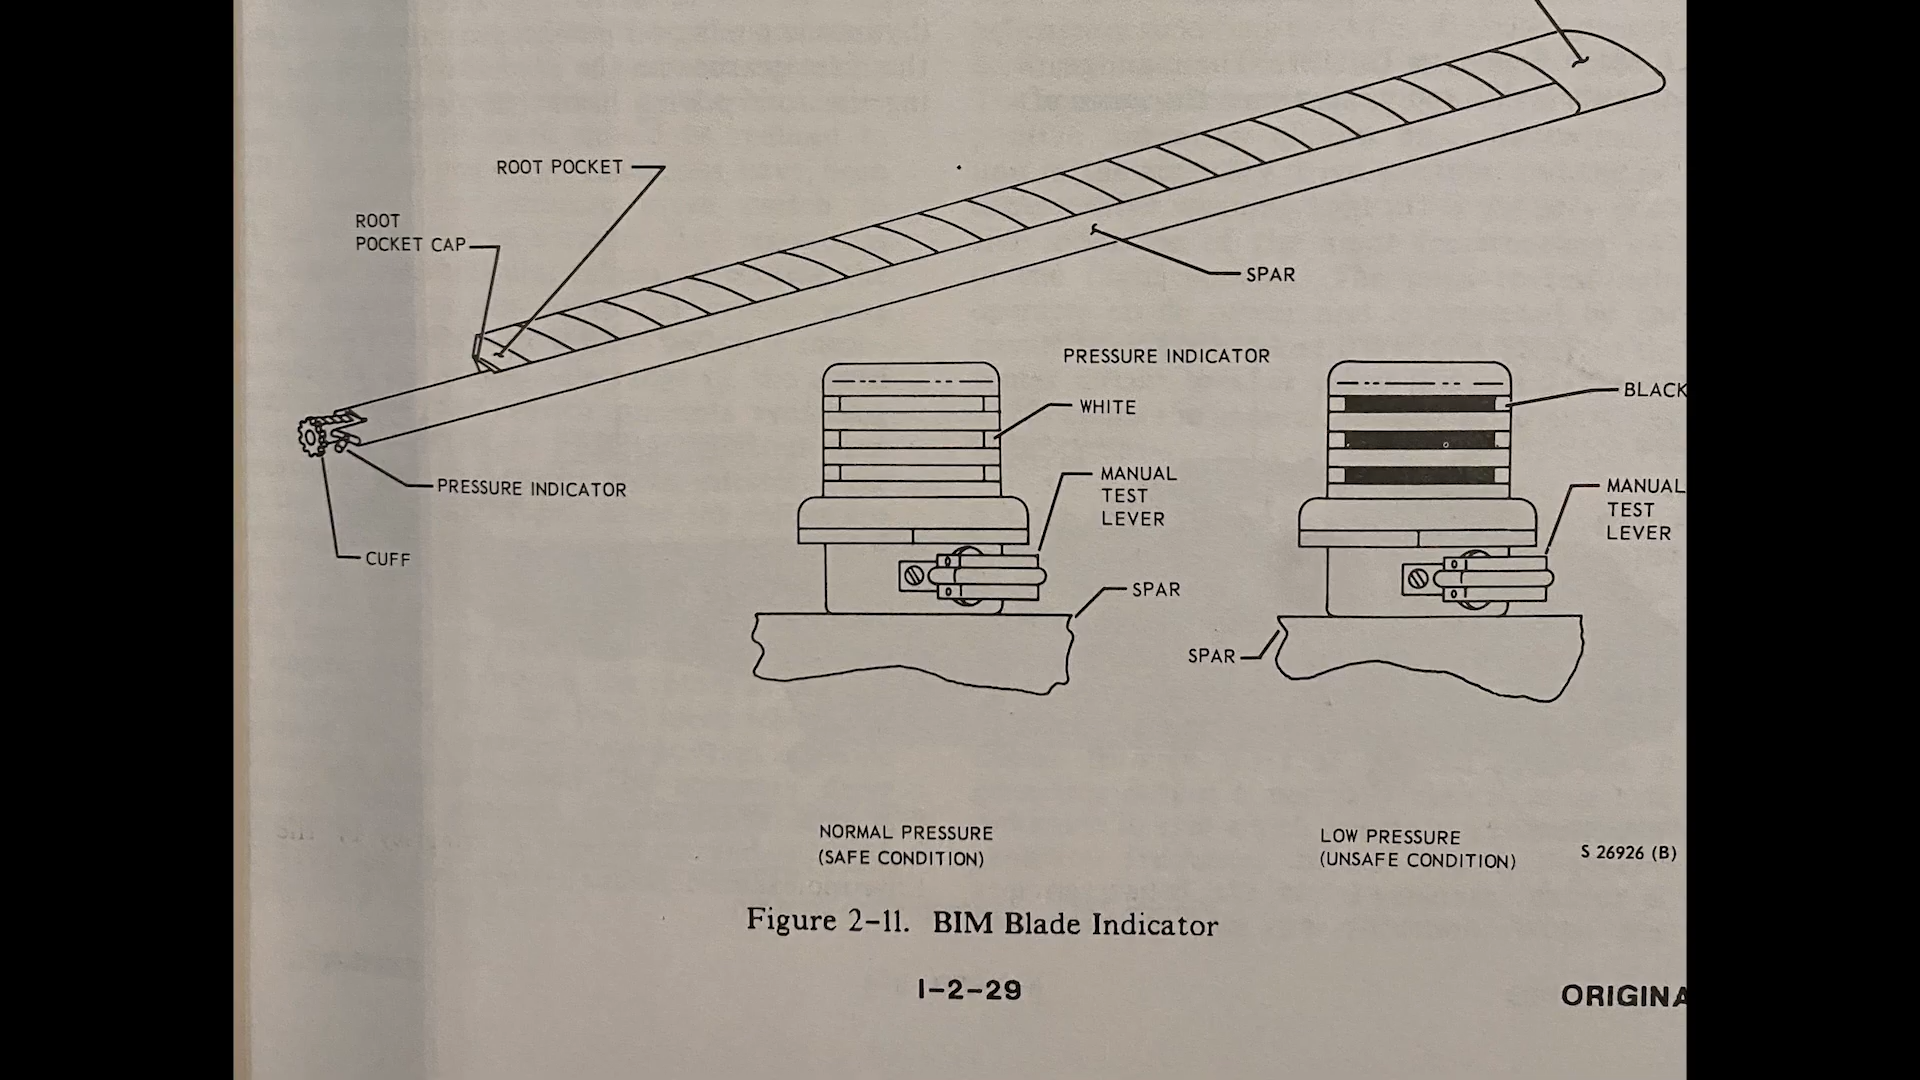 ROOT POCKET
ROOT
POCKET CAP
SPAR
PRESSURE INDICATOR
CUFF
PRESSURE INDICATOR
WHITE
MANUAL
TEST
LEVER
SPAR
BLACK
MANUAL
TEST
LEVER
SPAR
NORMAL PRESSURE
(SAFE CONDITION)
LOW PRESSURE
(UNSAFE CONDITION)
S 26926 (B)
Figure 2-11. BIM Blade Indicator
I-2-29
ORIGINA